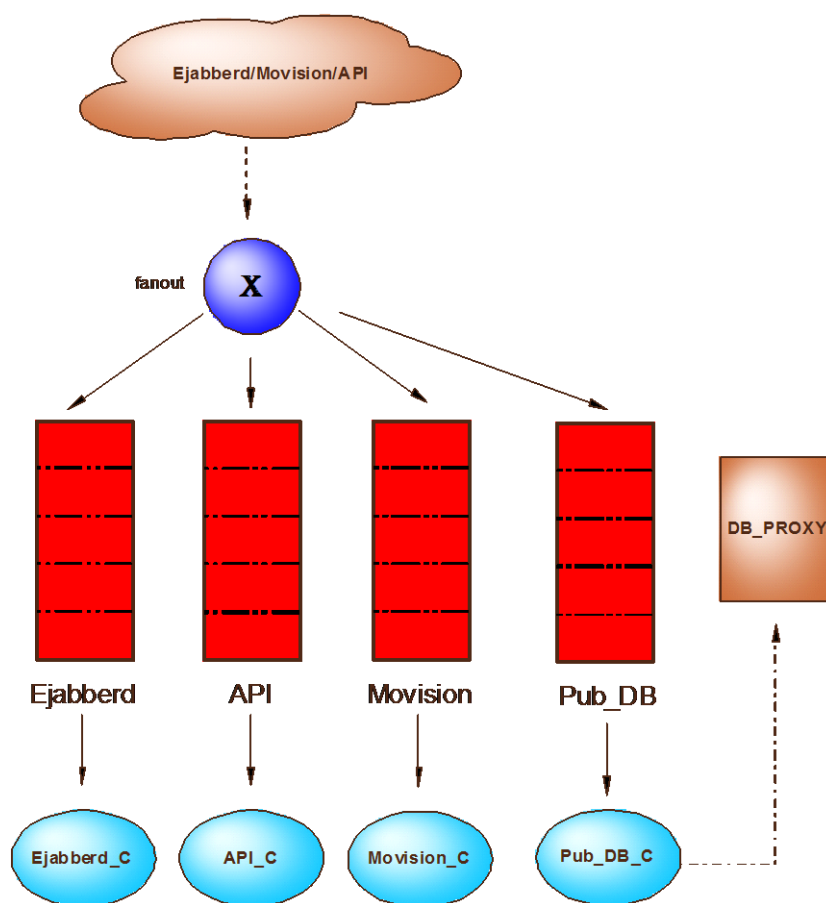 Ejabberd/Movision/API
fanout
X
DB_PROXY
Ejabberd
API
Movision
Pub_DB
Ejabberd_C
API_C
Movision_C
Pub_DB_C